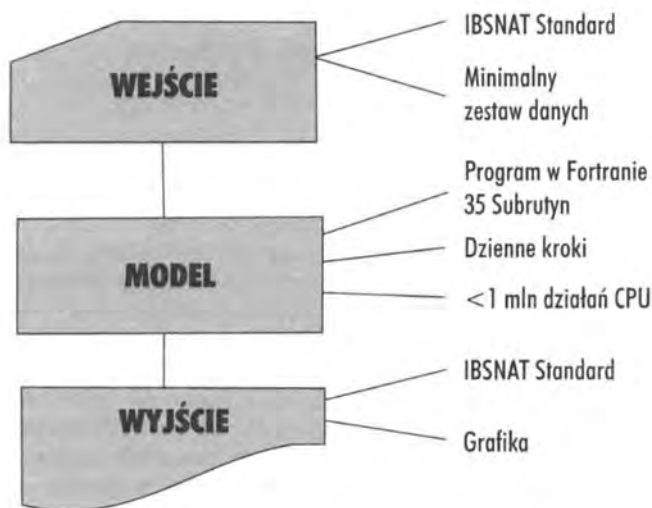 WEJŚCIE
IBSNAT Standard
Minimalny
zestaw danych
MODEL
Program w Fortranie
35 Subrutyn
Dzienne kroki
<1 mln działań CPU
WYJŚCIE
IBSNAT Standard
Grafika